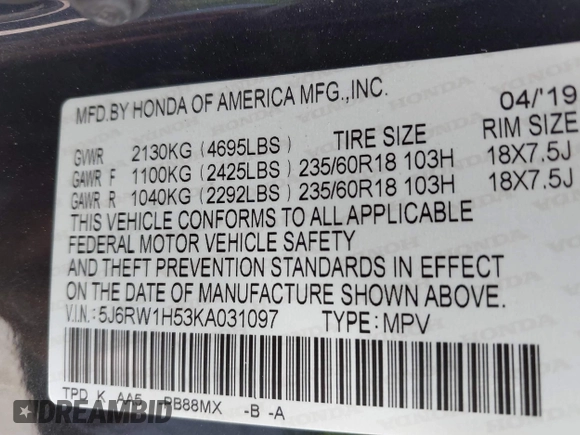 MFD.BY HONDA OF AMERICA MFG.,INC. 04/'19
TIRE SIZE RIM SIZE
GVWR 2130KG (4695LBS)
GAWR F 1100KG (2425LBS) 235/60R18 103H 18X7.5J
GAWR R 1040KG (2292LBS) 235/60R18 103H 18X7.5J
THIS VEHICLE CONFORMS TO ALL APPLICABLE
FEDERAL MOTOR VEHICLE SAFETY
AND THEFT PREVENTION STANDARDS IN EFFECT
ON THE DATE OF MANUFACTURE SHOWN ABOVE.
V.I.N.:5J6RW1H53KA031097 TYPE:MPV
TPD K AA5 RB88MX -B -A
DREAMBID